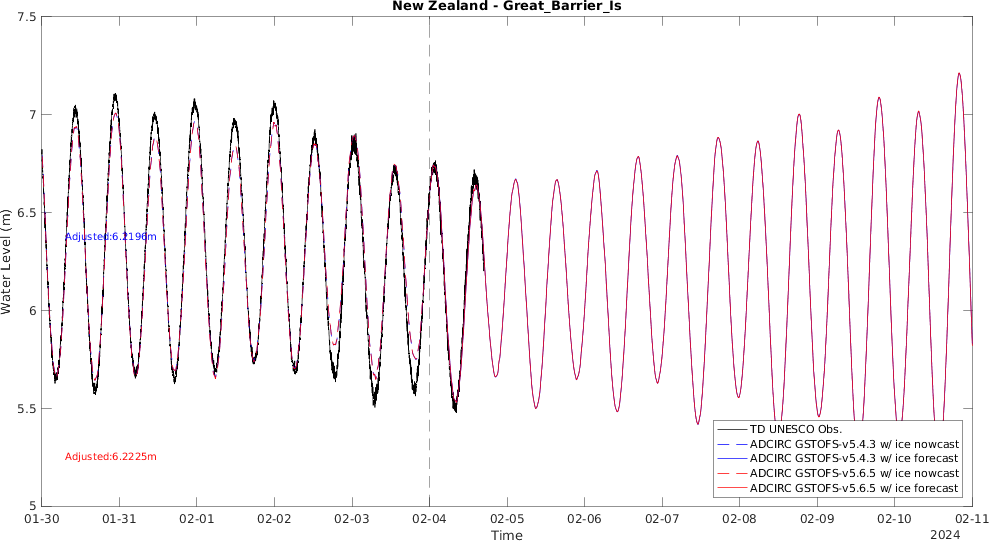 New Zealand - Great_Barrier_Is
7.5
7
6.5
6
5.5
5
Water Level (m)
Adjusted:6.2196m
Adjusted:6.2225m
TD UNESCO Obs.
ADCIRC GSTOFS-v5.4.3 w/ ice nowcast
ADCIRC GSTOFS-v5.4.3 w/ ice forecast
ADCIRC GSTOFS-v5.6.5 w/ ice nowcast
ADCIRC GSTOFS-v5.6.5 w/ ice forecast
01-30 01-31 02-01 02-02 02-03 02-04 02-05 02-06 02-07 02-08 02-09 02-10 02-11
Time
2024